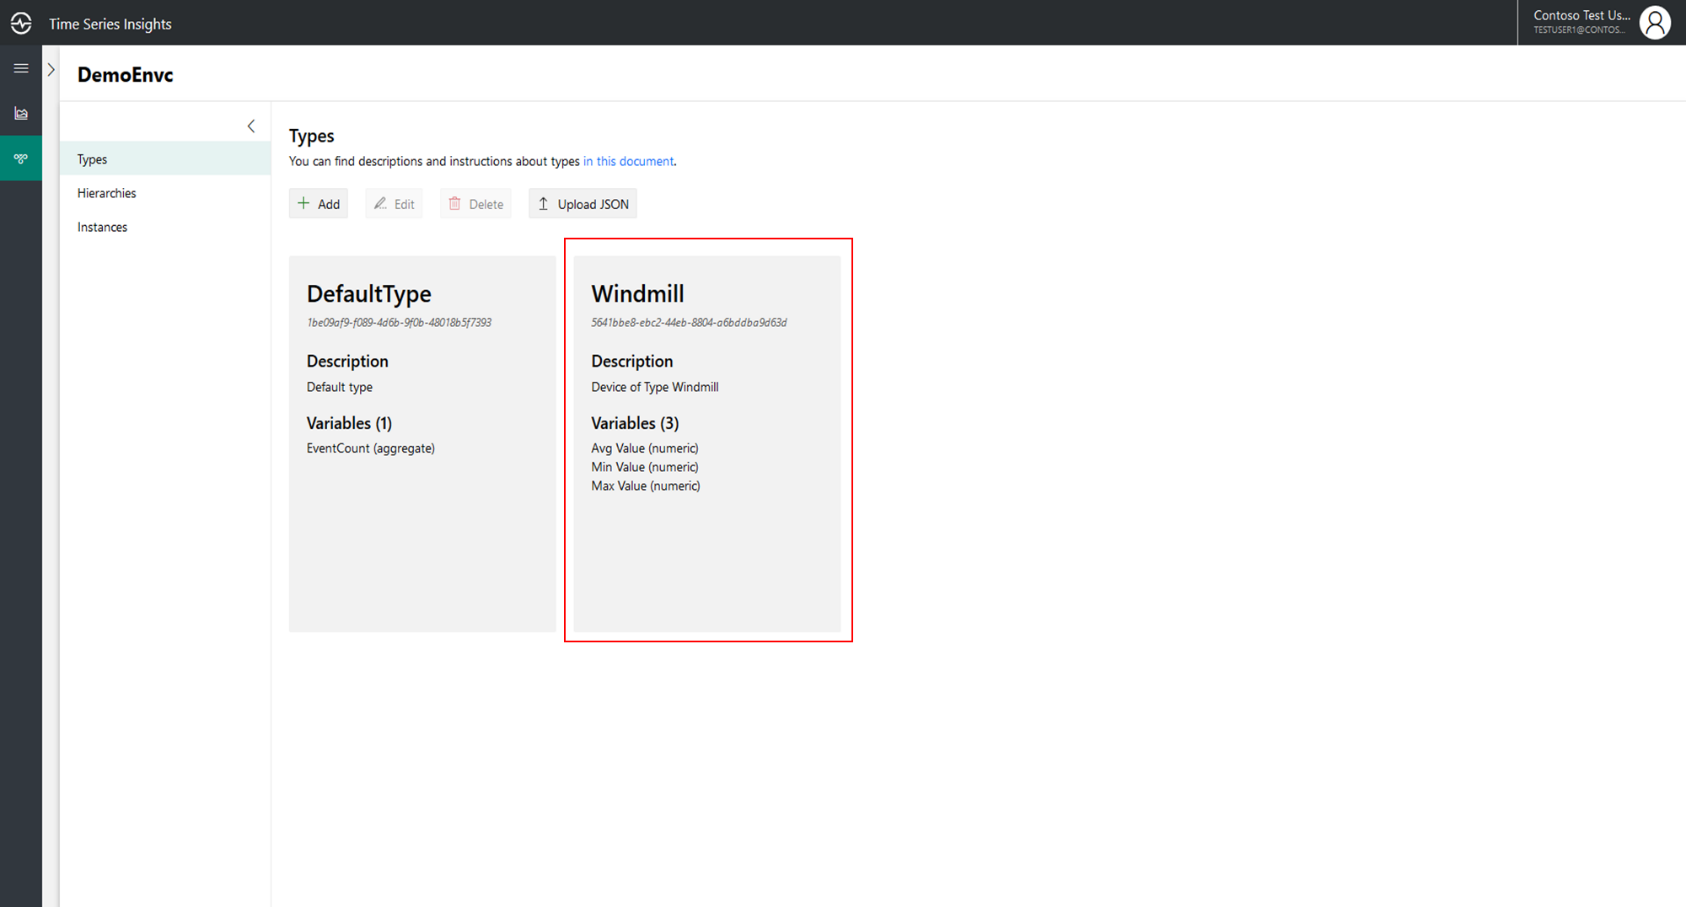 Time Series Insights
Contoso Test Us...
TESTUSER1@CONTOS...
DemoEnvc
Types
Hierarchies
Instances
Types
You can find descriptions and instructions about types in this document.
Add
Edit
Delete
Upload JSON
DefaultType
1be09af9-f089-4d6b-9f0b-48018b5f7393
Description
Default type
Variables (1)
EventCount (aggregate)
Windmill
5641bbe8-ebc2-44eb-8804-a6bddba9d63d
Description
Device of Type Windmill
Variables (3)
Avg Value (numeric)
Min Value (numeric)
Max Value (numeric)